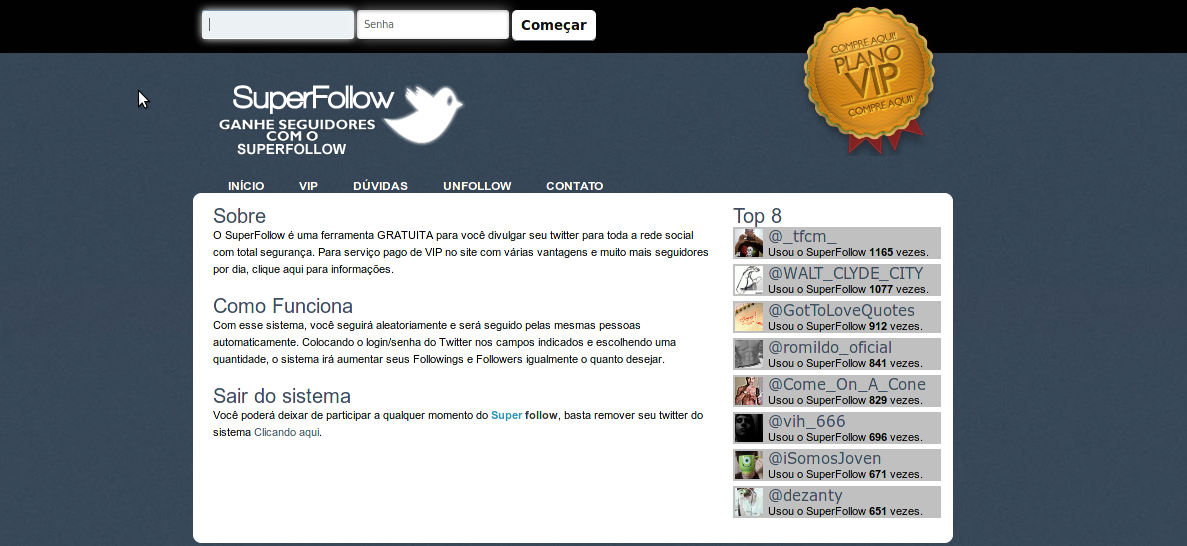 Senha
Começar
COMPRE AQUI!
PLANO
VIP
COMPRE AQUI!
SuperFollow
GANHE SEGUIDORES
COM O
SUPERFOLLOW
INÍCIO VIP DÚVIDAS UNFOLLOW CONTATO
Sobre
O SuperFollow é uma ferramenta GRATUITA para você divulgar seu twitter para toda a rede social
com total segurança. Para serviço pago de VIP no site com várias vantagens e muito mais seguidores
por dia, clique aqui para informações.
Como Funciona
Com esse sistema, você seguirá aleatoriamente e será seguido pelas mesmas pessoas
automaticamente. Colocando o login/senha do Twitter nos campos indicados e escolhendo uma
quantidade, o sistema irá aumentar seus Followings e Followers igualmente o quanto desejar.
Sair do sistema
Você poderá deixar de participar a qualquer momento do Super follow, basta remover seu twitter do
sistema Clicando aqui.
Top 8
@_tfcm_
Usou o SuperFollow 1165 vezes.
@WALT_CLYDE_CITY
Usou o SuperFollow 1077 vezes.
@GotToLoveQuotes
Usou o SuperFollow 912 vezes.
@romildo_oficial
Usou o SuperFollow 841 vezes.
@Come_On_A_Cone
Usou o SuperFollow 829 vezes.
@vih_666
Usou o SuperFollow 696 vezes.
@iSomosJoven
Usou o SuperFollow 671 vezes.
@dezanty
Usou o SuperFollow 651 vezes.